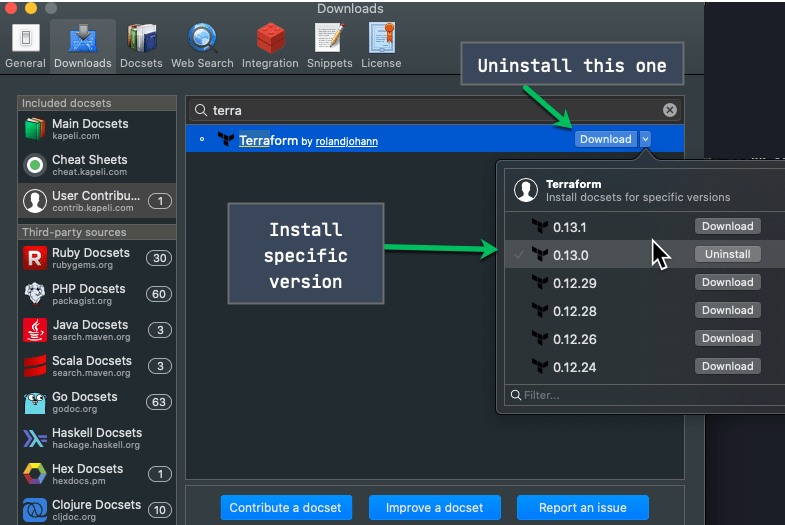 Downloads
General
Downloads
Docsets
Web Search
Integration
Snippets
License
Uninstall this one
Included docsets
Main Docsets
kapeli.com
Cheat Sheets
kapeli.com
User Contribu...
contrib.kapeli.com
1
Third-party sources
Ruby Docsets
rubygems.org
30
PHP Docsets
packagist.org
60
Java Docsets
search.maven.org
3
Scala Docsets
search.maven.org
3
Go Docsets
godoc.org
63
Haskell Docsets
hackage.haskell.org
Hex Docsets
hexdocs.pm
1
Clojure Docsets
cljdoc.org
10
terra
Terraform by rolandjohann
Download
Install
specific
version
Terraform
Install docsets for specific versions
0.13.1
Download
0.13.0
Uninstall
0.12.29
Download
0.12.28
Download
0.12.26
Download
0.12.24
Download
Filter...
Contribute a docset
Improve a docset
Report an issue